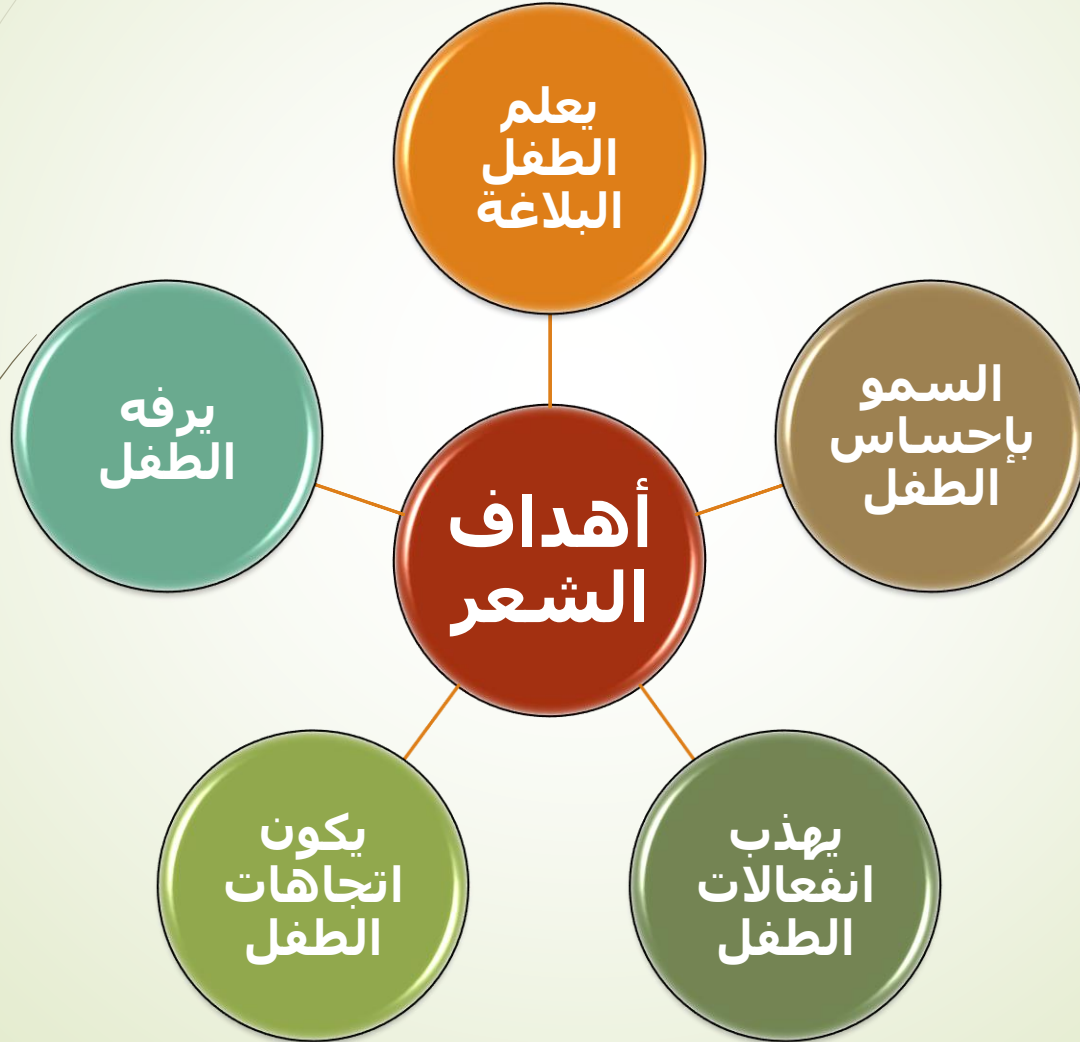 يعلم
الطفل
البلاغة
السمو
بإحساس
الطفل
يرفه
الطفل
أهداف
الشعر
يهذب
انفعالات
الطفل
يكون
اتجاهات
الطفل